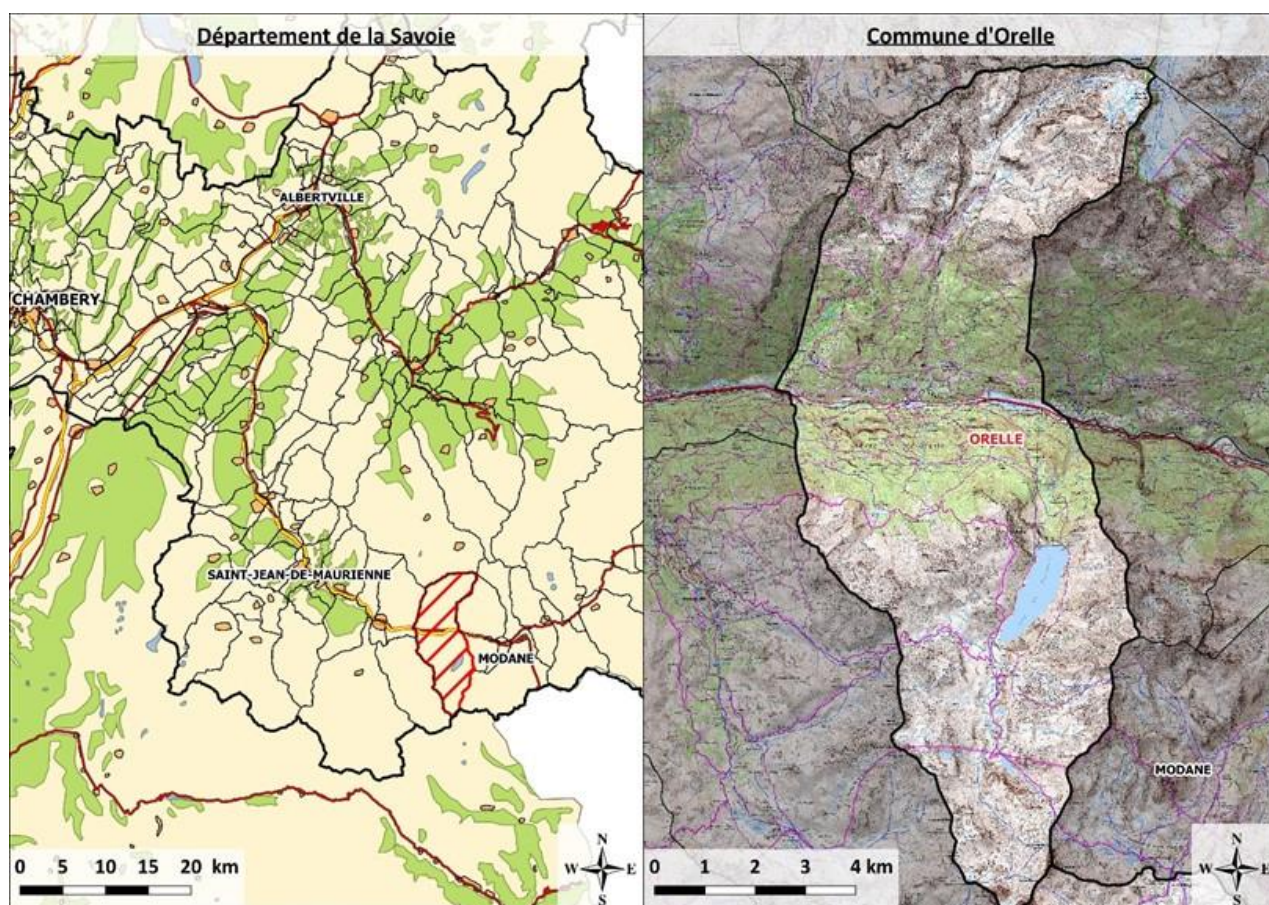 Département de la Savoie
ALBERTVILLE
CHAMBERY
SAINT-JEAN-DE-MAURIENNE
MODANE
0 5 10 15 20 km
N
W E
S
Commune d'Orelle
ORELLE
MODANE
0 1 2 3 4 km
N
W E
S